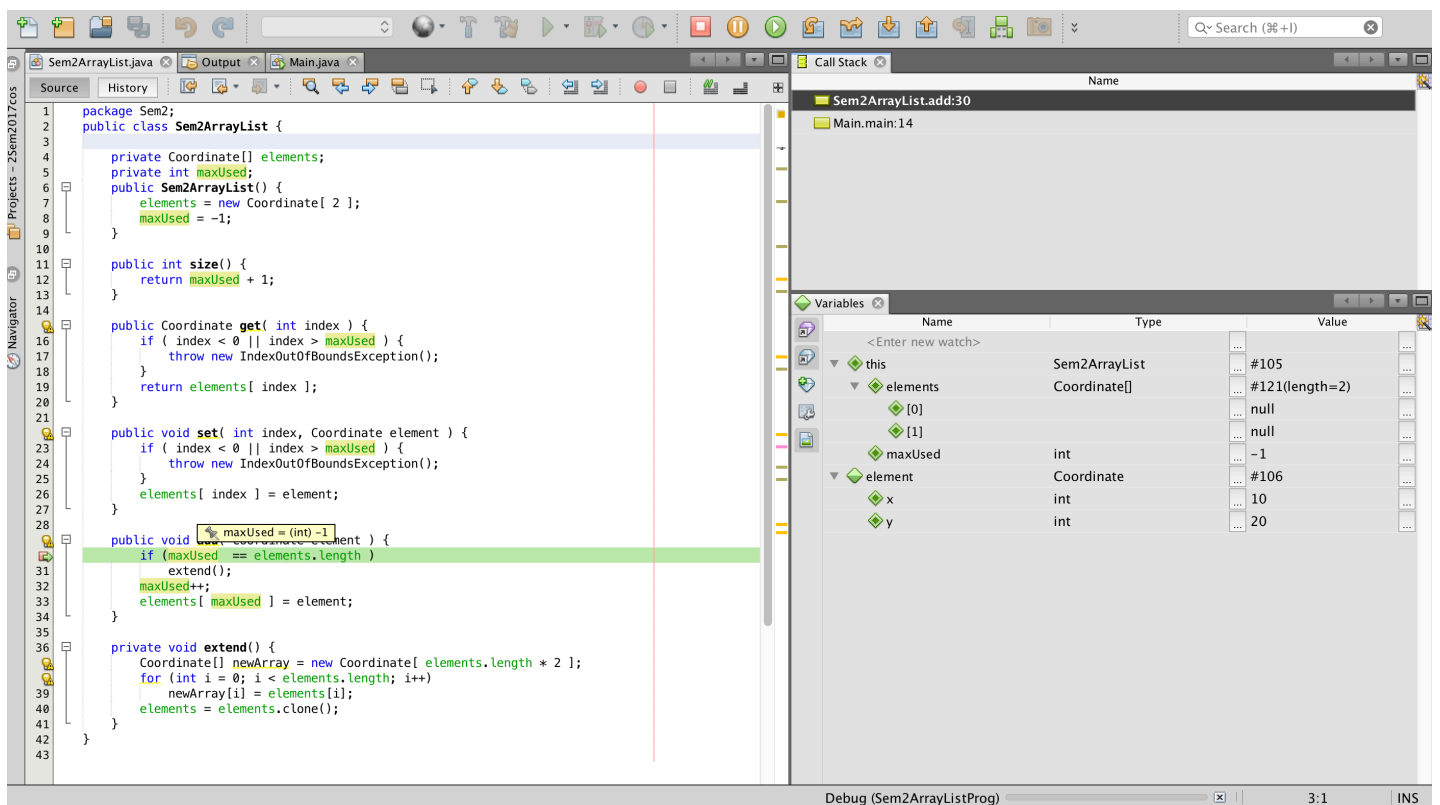 Search (⌘+I)
Sem2ArrayList.java
Output
Main.java
Source
History
Projects – 2Sem2017cos
Navigator
1 package Sem2;
2 public class Sem2ArrayList {
3
4 private Coordinate[] elements;
5 private int maxUsed;
6 public Sem2ArrayList() {
7 elements = new Coordinate[ 2 ];
8 maxUsed = -1;
9 }
10
11 public int size() {
12 return maxUsed + 1;
13 }
14
public Coordinate get( int index ) {
16 if ( index < 0 || index > maxUsed ) {
17 throw new IndexOutOfBoundsException();
18 }
19 return elements[ index ];
20 }
21
public void set( int index, Coordinate element ) {
23 if ( index < 0 || index > maxUsed ) {
24 throw new IndexOutOfBoundsException();
25 }
26 elements[ index ] = element;
27 }
28
maxUsed = (int) -1
public void element ) {
if (maxUsed == elements.length )
31 extend();
32 maxUsed++;
33 elements[ maxUsed ] = element;
34 }
35
36 private void extend() {
Coordinate[] newArray = new Coordinate[ elements.length * 2 ];
for (int i = 0; i < elements.length; i++)
39 newArray[i] = elements[i];
40 elements = elements.clone();
41 }
42 }
43
Call Stack
Name
Sem2ArrayList.add:30
Main.main:14
Variables
Name Type Value
<Enter new watch> ... ...
this Sem2ArrayList ... #105 ...
elements Coordinate[] ... #121(length=2) ...
[0] ... null ...
[1] ... null ...
maxUsed int ... -1 ...
element Coordinate ... #106 ...
x int ... 10 ...
y int ... 20 ...
Debug (Sem2ArrayListProg)
3:1
INS